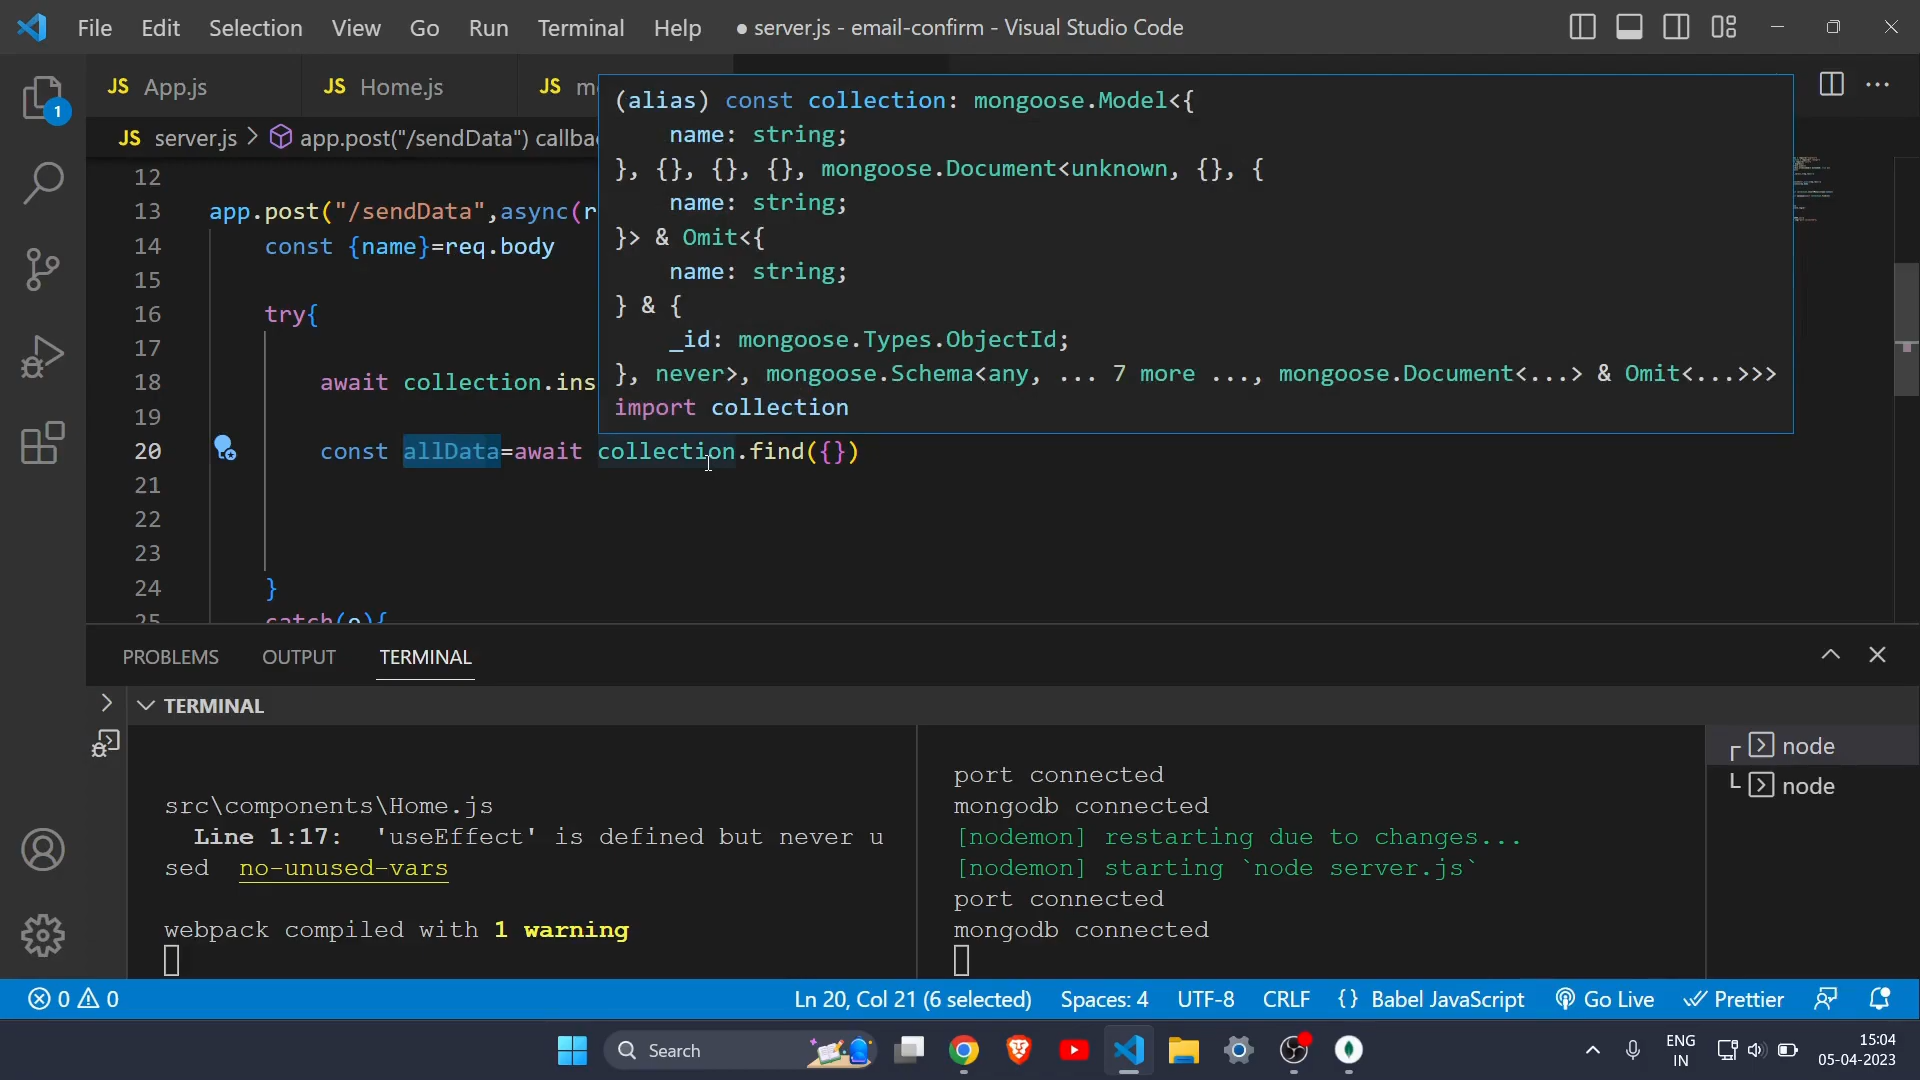 File Edit Selection View Go Run Terminal Help
● server.js - email-confirm - Visual Studio Code
1
JS App.js
JS Home.js
JS
JS server.js > app.post("/sendData")
(alias) const collection: mongoose.Model<{
name: string;
}, {}, {}, {}, mongoose.Document<unknown, {}, {
name: string;
}> & Omit<{
name: string;
} & {
_id: mongoose.Types.ObjectId;
}, never>, mongoose.Schema<any, ... 7 more ..., mongoose.Document<...> & Omit<...>>>
import collection
12
13 app.post("/sendData",async(r
14 const {name}=req.body
15
16 try{
17
18 await collection.ins
19
20 const allData=await collection.find({})
21
22
23
24 }
25 catch(e){
PROBLEMS OUTPUT TERMINAL
TERMINAL
src\components\Home.js
Line 1:17: 'useEffect' is defined but never u
sed no-unused-vars
webpack compiled with 1 warning
port connected
mongodb connected
[nodemon] restarting due to changes...
[nodemon] starting `node server.js`
port connected
mongodb connected
node
node
0 0 Ln 20, Col 21 (6 selected) Spaces: 4 UTF-8 CRLF {} Babel JavaScript Go Live Prettier
Search
ENG
IN
15:04
05-04-2023